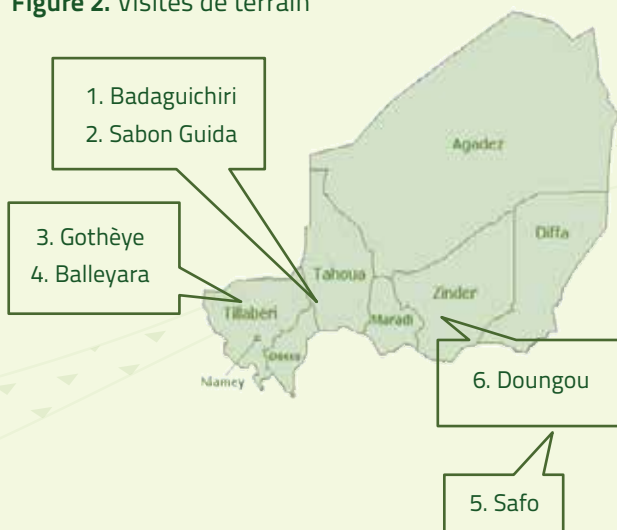 Figure 2. Visites de terrain
1. Badaguichiri
2. Sabon Guida
Agadez
3. Gothèye
4. Balleyara
Diffa
Tahoua
Zinder
Tillabéri
Maradi
Dosso
Niamey
6. Doungou
5. Safo